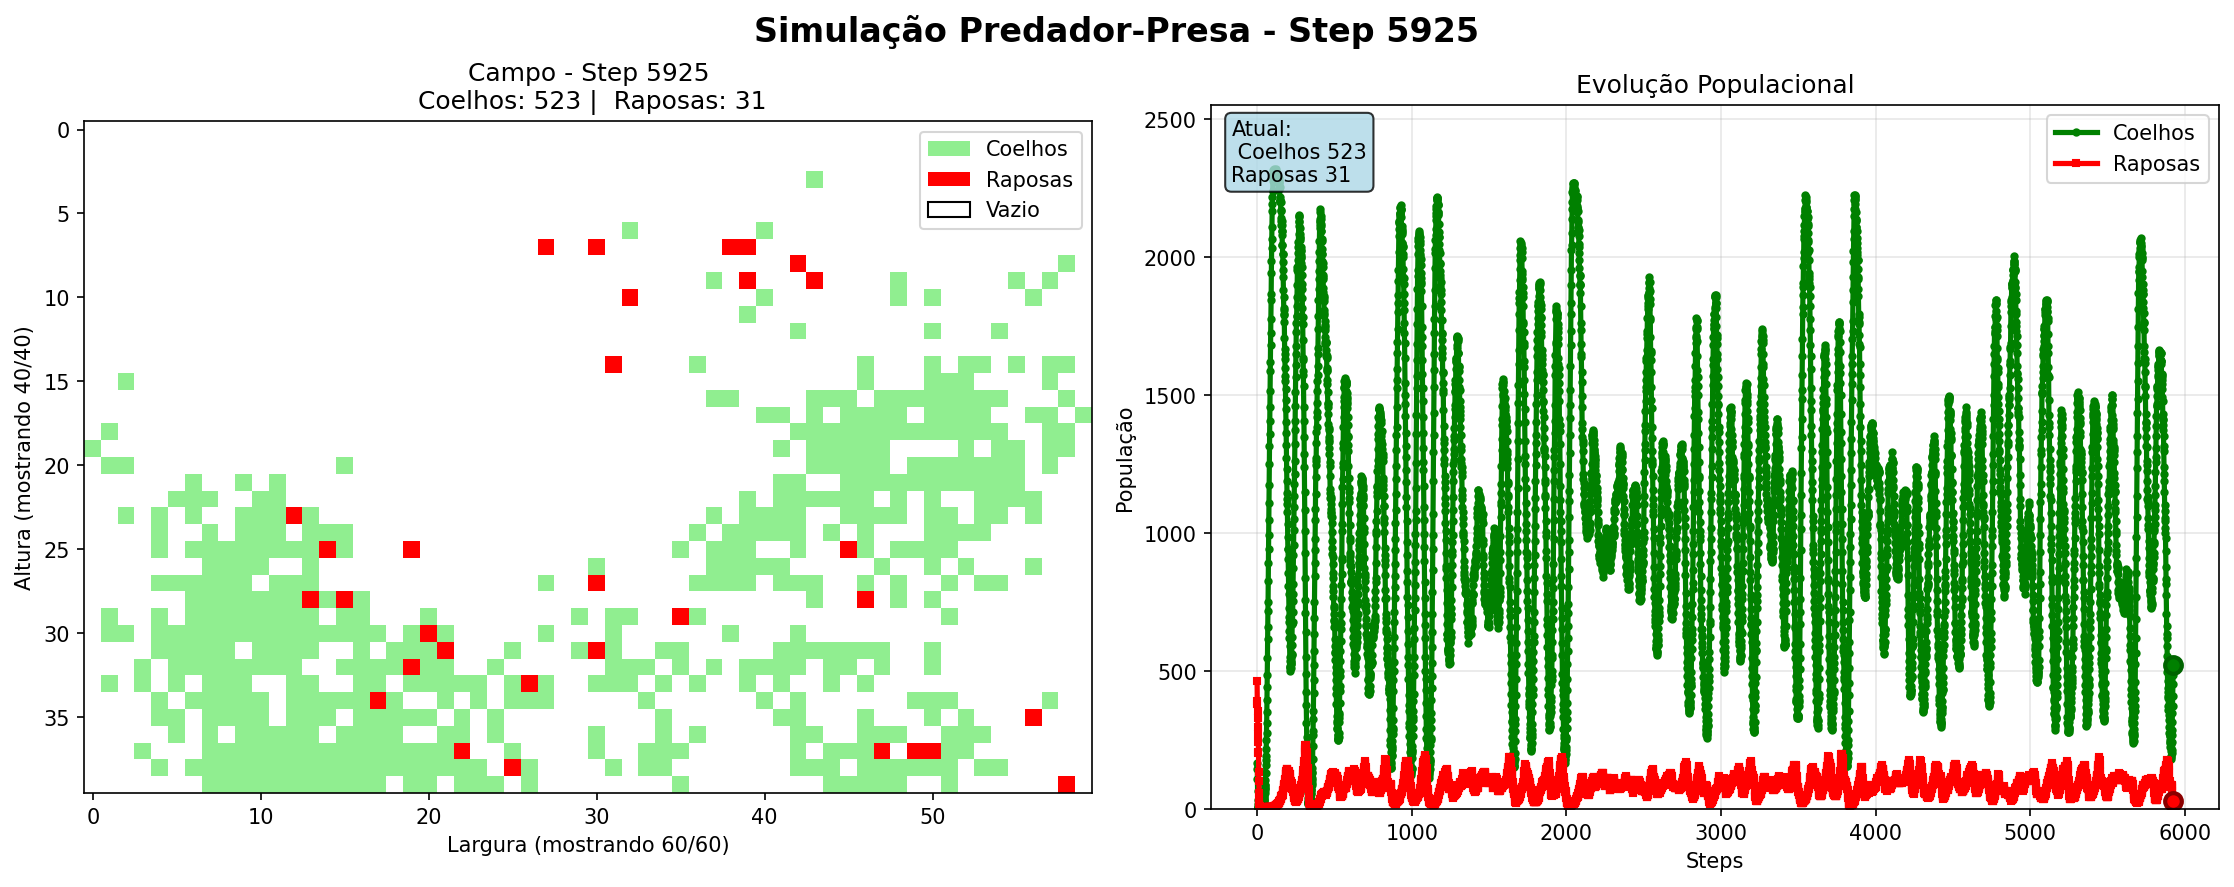 Simulação Predador-Presa - Step 5925
Campo - Step 5925
Coelhos: 523 |  Raposas: 31
Coelhos
Raposas
Vazio
0
5
10
15
20
25
30
35
Altura (mostrando 40/40)
0
10
20
30
40
50
Largura (mostrando 60/60)
Evolução Populacional
Atual:
Coelhos 523
Raposas 31
Coelhos
Raposas
2500
2000
1500
1000
500
0
População
0
1000
2000
3000
4000
5000
6000
Steps